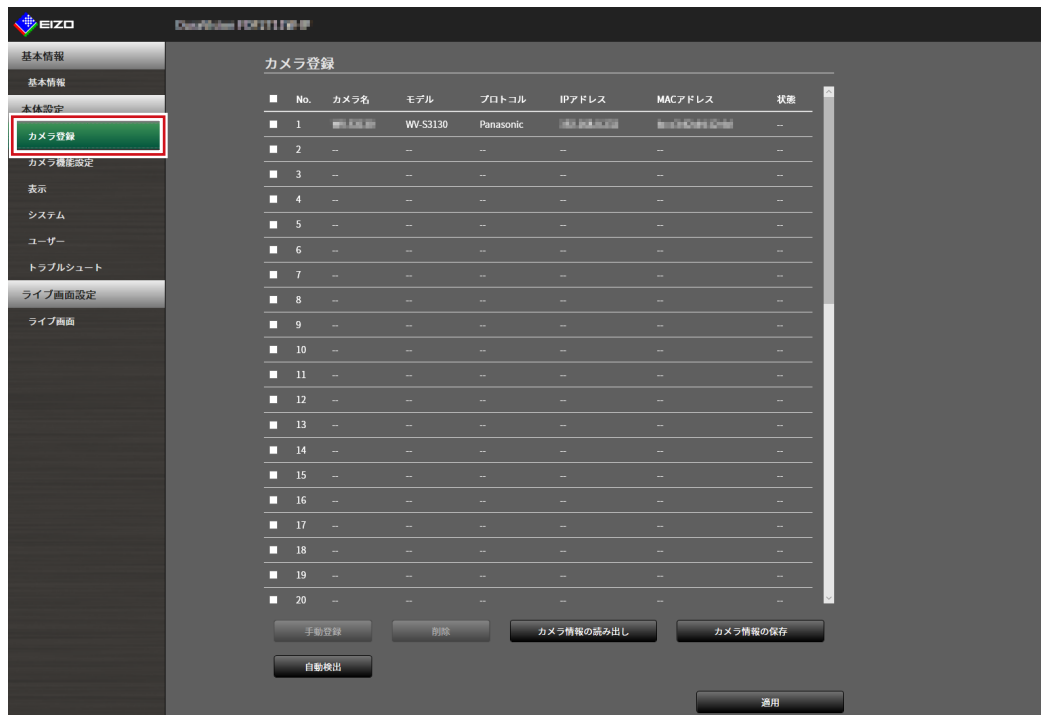 EIZO
基本情報
基本情報
本体設定
カメラ登録
カメラ機能設定
表示
システム
ユーザー
トラブルシュート
ライブ画面設定
ライブ画面
カメラ登録
No. カメラ名 モデル プロトコル IPアドレス MACアドレス 状態
1 WV-S3130 Panasonic --
2 -- -- -- -- -- --
3 -- -- -- -- -- --
4 -- -- -- -- -- --
5 -- -- -- -- -- --
6 -- -- -- -- -- --
7 -- -- -- -- -- --
8 -- -- -- -- -- --
9 -- -- -- -- -- --
10 -- -- -- -- -- --
11 -- -- -- -- -- --
12 -- -- -- -- -- --
13 -- -- -- -- -- --
14 -- -- -- -- -- --
15 -- -- -- -- -- --
16 -- -- -- -- -- --
17 -- -- -- -- -- --
18 -- -- -- -- -- --
19 -- -- -- -- -- --
20 -- -- -- -- -- --
手動登録 削除 カメラ情報の読み出し カメラ情報の保存
自動検出
適用